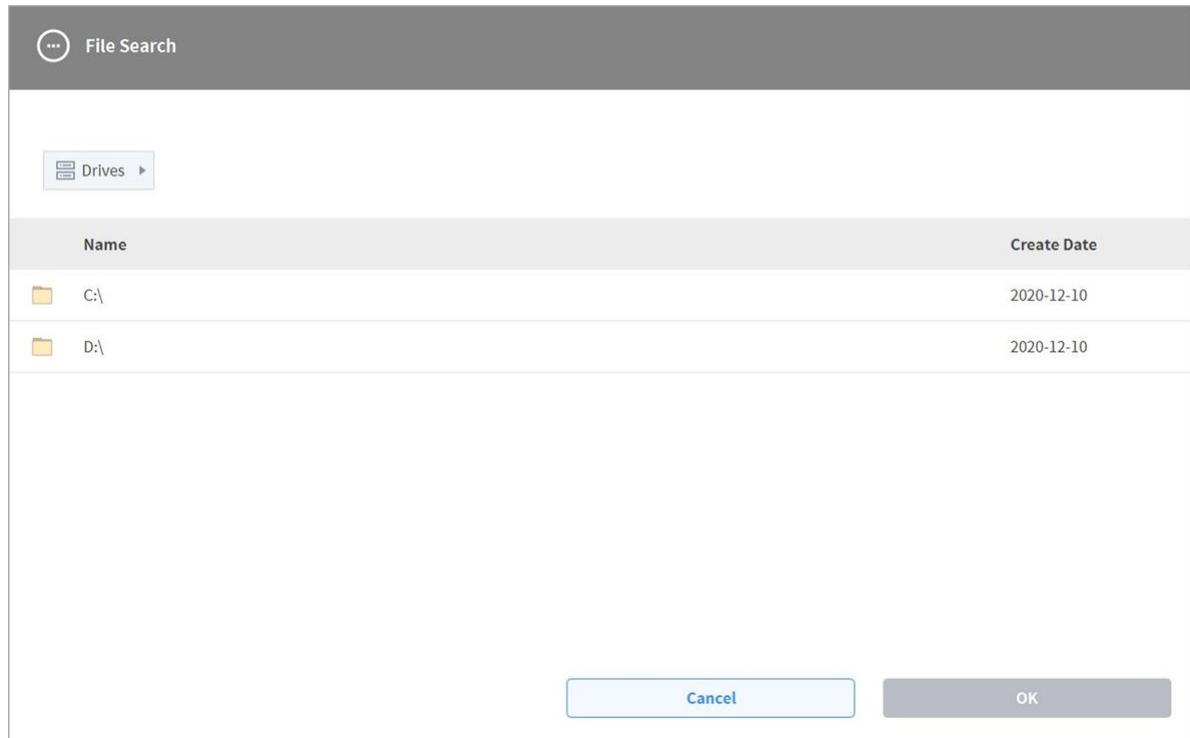 File Search
Drives
Name Create Date
C:\ 2020-12-10
D:\ 2020-12-10
Cancel OK